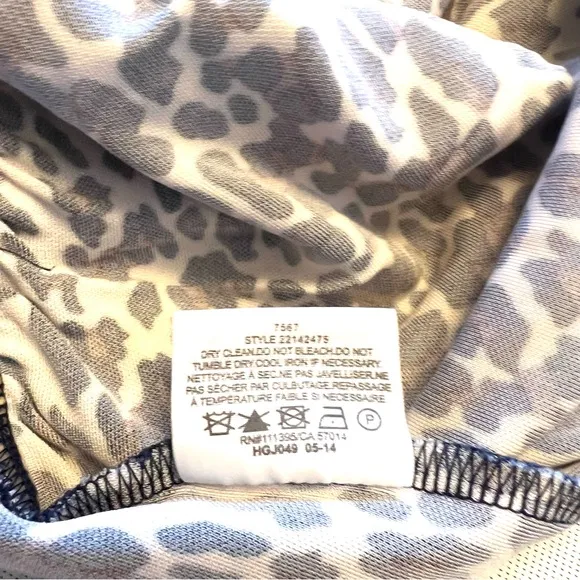 7567
STYLE 22142475
DRY CLEAN.DO NOT BLEACH.DO NOT
TUMBLE DRY.COOL IRON IF NECESSARY.
NETTOYAGE À SEC.NE PAS JAVELLISER.NE
PAS SÉCHER PAR CULBUTAGE.REPASSER
À TEMPÉRATURE FAIBLE SI NÉCESSAIRE
P
RN#111395/CA 57014
HGJ049 05-14